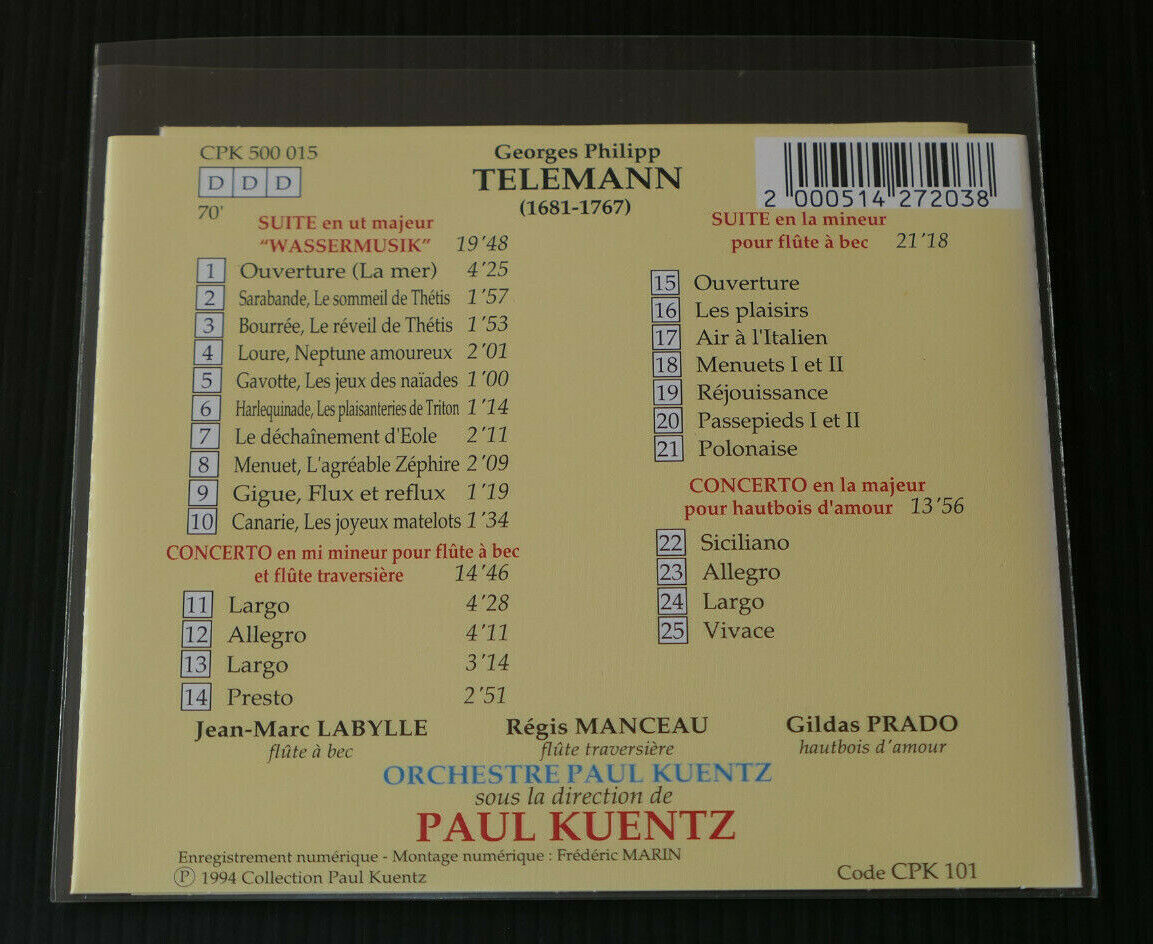 CPK 500 015
D D D
70'
Georges Philipp
TELEMANN
(1681-1767)
2 000514 272038
SUITE en ut majeur
“WASSERMUSIK” 19'48
1 Ouverture (La mer) 4'25
2 Sarabande, Le sommeil de Thétis 1'57
3 Bourrée, Le réveil de Thétis 1'53
4 Loure, Neptune amoureux 2'01
5 Gavotte, Les jeux des naïades 1'00
6 Harlequinade, Les plaisanteries de Triton 1'14
7 Le déchaînement d'Eole 2'11
8 Menuet, L'agréable Zéphire 2'09
9 Gigue, Flux et reflux 1'19
10 Canarie, Les joyeux matelots 1'34
CONCERTO en mi mineur pour flûte à bec
et flûte traversière 14'46
11 Largo 4'28
12 Allegro 4'11
13 Largo 3'14
14 Presto 2'51
SUITE en la mineur
pour flûte à bec 21'18
15 Ouverture
16 Les plaisirs
17 Air à l'Italien
18 Menuets I et II
19 Réjouissance
20 Passepieds I et II
21 Polonaise
CONCERTO en la majeur
pour hautbois d'amour 13'56
22 Siciliano
23 Allegro
24 Largo
25 Vivace
Jean-Marc LABYLLE
flûte à bec
Régis MANCEAU
flûte traversière
Gildas PRADO
hautbois d'amour
ORCHESTRE PAUL KUENTZ
sous la direction de
PAUL KUENTZ
Enregistrement numérique - Montage numérique : Frédéric MARIN
℗ 1994 Collection Paul Kuentz
Code CPK 101